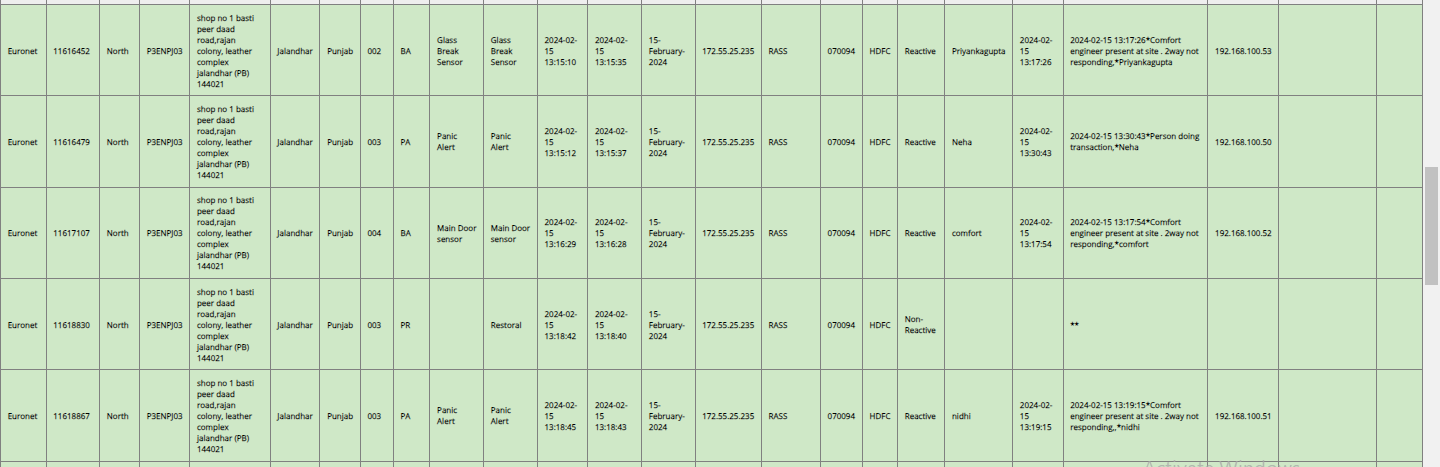 Euronet 11616452 North P3ENPJ03 shop no 1 basti peer daad road,rajan colony, leather complex jalandhar (PB) 144021 Jalandhar Punjab 002 BA Glass Break Sensor Glass Break Sensor 2024-02-15 13:15:10 2024-02-15 13:15:35 15-February-2024 172.55.25.235 RASS 070094 HDFC Reactive Priyankagupta 2024-02-15 13:17:26 2024-02-15 13:17:26*Comfort engineer present at site . 2way not responding,*Priyankagupta 192.168.100.53
Euronet 11616479 North P3ENPJ03 shop no 1 basti peer daad road,rajan colony, leather complex jalandhar (PB) 144021 Jalandhar Punjab 003 PA Panic Alert Panic Alert 2024-02-15 13:15:12 2024-02-15 13:15:37 15-February-2024 172.55.25.235 RASS 070094 HDFC Reactive Neha 2024-02-15 13:30:43 2024-02-15 13:30:43*Person doing transaction,*Neha 192.168.100.50
Euronet 11617107 North P3ENPJ03 shop no 1 basti peer daad road,rajan colony, leather complex jalandhar (PB) 144021 Jalandhar Punjab 004 BA Main Door sensor Main Door sensor 2024-02-15 13:16:29 2024-02-15 13:16:28 15-February-2024 172.55.25.235 RASS 070094 HDFC Reactive comfort 2024-02-15 13:17:54 2024-02-15 13:17:54*Comfort engineer present at site . 2way not responding,*comfort 192.168.100.52
Euronet 11618830 North P3ENPJ03 shop no 1 basti peer daad road,rajan colony, leather complex jalandhar (PB) 144021 Jalandhar Punjab 003 PR Restoral 2024-02-15 13:18:42 2024-02-15 13:18:40 15-February-2024 172.55.25.235 RASS 070094 HDFC Non-Reactive **
Euronet 11618867 North P3ENPJ03 shop no 1 basti peer daad road,rajan colony, leather complex jalandhar (PB) 144021 Jalandhar Punjab 003 PA Panic Alert Panic Alert 2024-02-15 13:18:45 2024-02-15 13:18:43 15-February-2024 172.55.25.235 RASS 070094 HDFC Reactive nidhi 2024-02-15 13:19:15 2024-02-15 13:19:15*Comfort engineer present at site . 2way not responding,,*nidhi 192.168.100.51